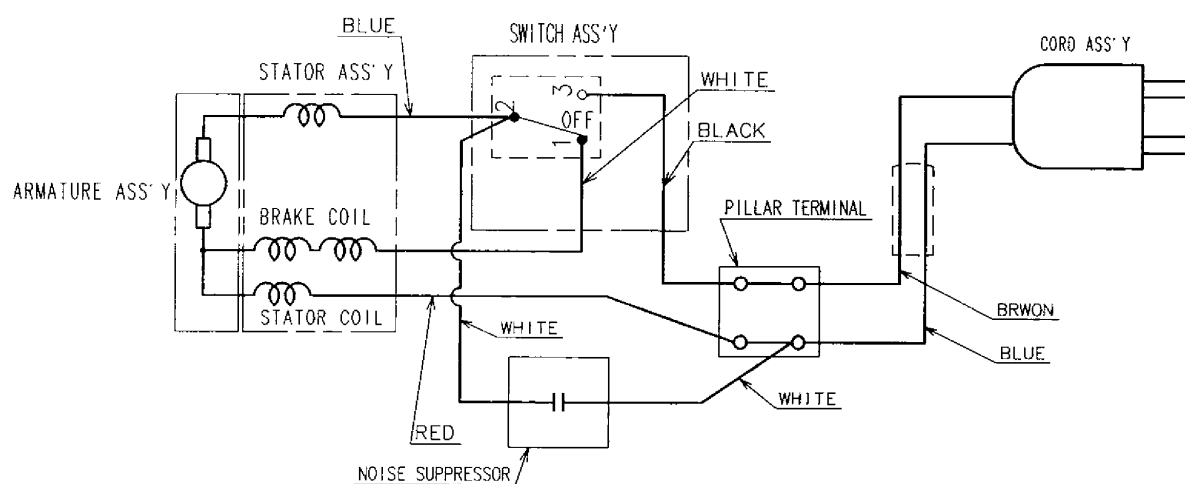 BLUE
SWITCH ASS'Y
CORD ASS'Y
STATOR ASS'Y
WHITE
3
2
OFF
1
BLACK
ARMATURE ASS'Y
BRAKE COIL
PILLAR TERMINAL
STATOR COIL
WHITE
BRWON
BLUE
WHITE
RED
NOISE SUPPRESSOR